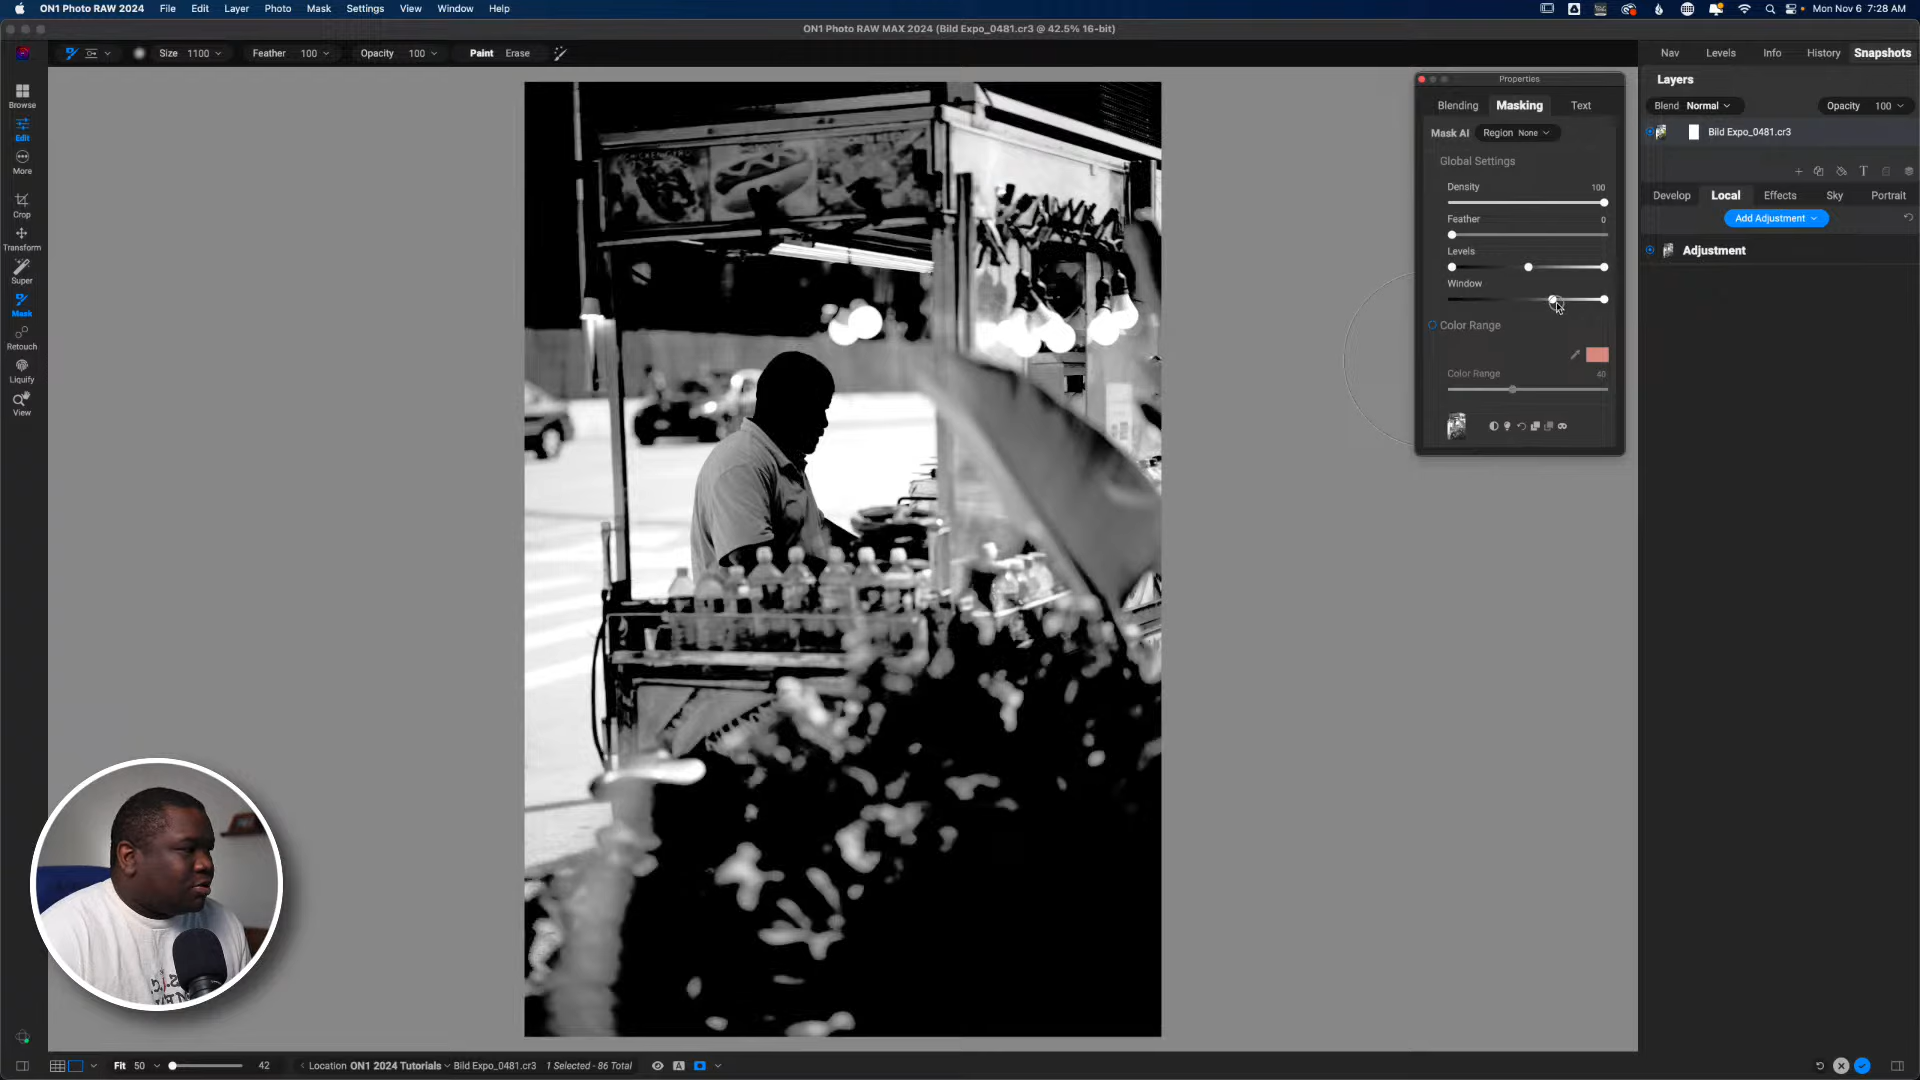 ON1 Photo RAW MAX 2024 File Edit Layer Photo Mask Settings View Window Help Mon Nov 6 7:28 AM
ON1 Photo RAW MAX 2024 (Bild Expo_0481.cr3 @ 42.5% 16-bit)
Size 1100 Feather 100 Opacity 100 Paint Erase
Nav Levels Info History Snapshots
Browse
Edit
More
Crop
Transform
Super
Mask
Retouch
Liquify
View
Properties
Blending Masking Text
Mask AI Region None
Global Settings
Density 100
Feather 0
Levels
Window
Color Range
Color Range 40
Layers
Blend Normal Opacity 100
Bild Expo_0481.cr3
Develop Local Effects Sky Portrait
Add Adjustment
Adjustment
Fit 50 42 Location ON1 2024 Tutorials Bild Expo_0481.cr3 1 Selected - 86 Total